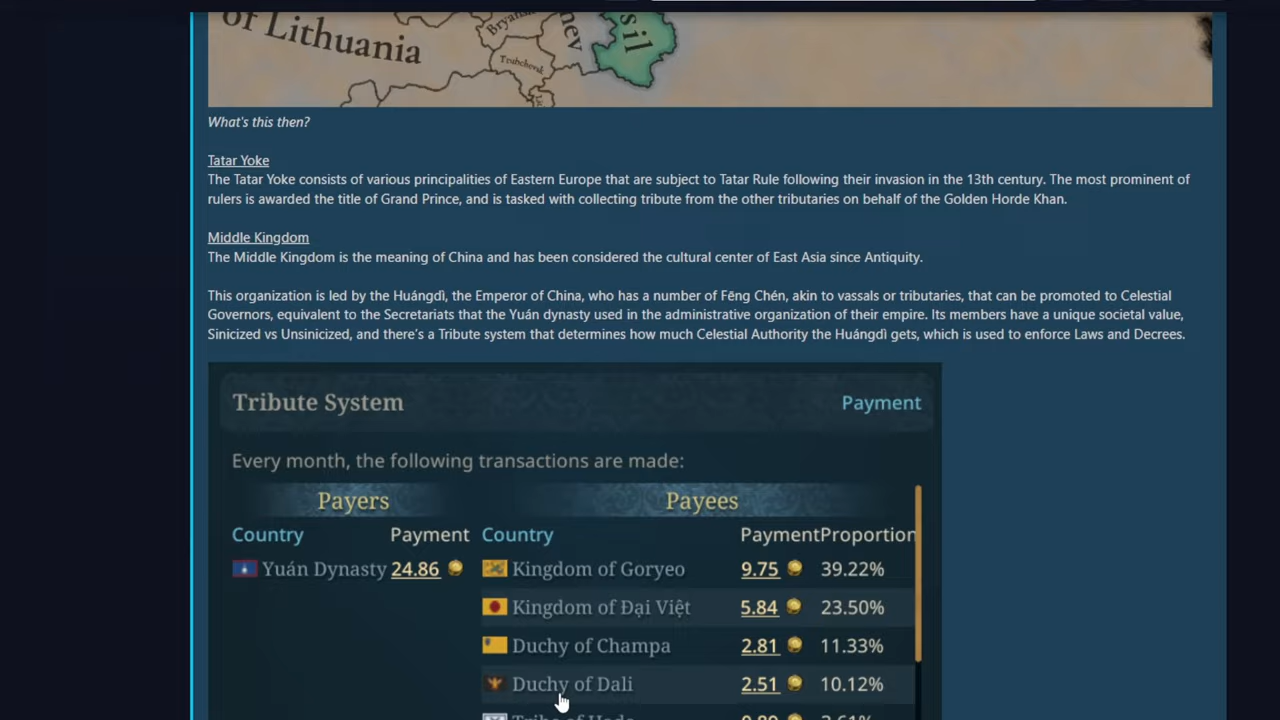 of Lithuania
Bryan
nev
sil
Trubchevsk
What's this then?
Tatar Yoke
The Tatar Yoke consists of various principalities of Eastern Europe that are subject to Tatar Rule following their invasion in the 13th century. The most prominent of
rulers is awarded the title of Grand Prince, and is tasked with collecting tribute from the other tributaries on behalf of the Golden Horde Khan.
Middle Kingdom
The Middle Kingdom is the meaning of China and has been considered the cultural center of East Asia since Antiquity.
This organization is led by the Huángdì, the Emperor of China, who has a number of Fēng Chén, akin to vassals or tributaries, that can be promoted to Celestial
Governors, equivalent to the Secretariats that the Yuán dynasty used in the administrative organization of their empire. Its members have a unique societal value,
Sinicized vs Unsinicized, and there's a Tribute system that determines how much Celestial Authority the Huángdì gets, which is used to enforce Laws and Decrees.
Tribute System Payment
Every month, the following transactions are made:
Payers Payees
Country Payment Country PaymentProportion
Yuán Dynasty 24.86 Kingdom of Goryeo 9.75 39.22%
Kingdom of Đại Việt 5.84 23.50%
Duchy of Champa 2.81 11.33%
Duchy of Dali 2.51 10.12%